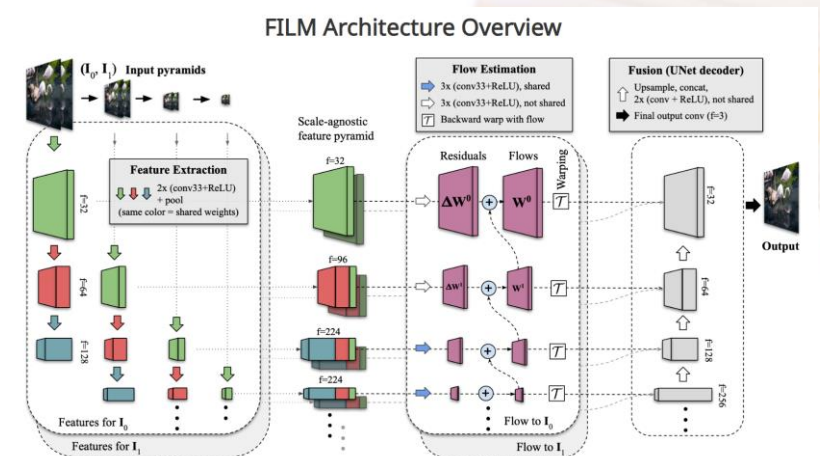 FILM Architecture Overview
(I₀, I₁) Input pyramids
Feature Extraction
2x (conv33+ReLU)
+ pool
(same color = shared weights)
f=32
f=64
f=128
Features for I₀
Features for I₁
Scale-agnostic
feature pyramid
f=32
f=96
f=224
f=224
Flow Estimation
3x (conv33+ReLU), shared
3x (conv33+ReLU), not shared
T Backward warp with flow
Residuals Flows
Warping
ΔW⁰ + W⁰ T
ΔW¹ + W¹ T
+ T
+ T
Flow to I₀
Flow to I₁
Fusion (UNet decoder)
Upsample, concat,
2x (conv + ReLU), not shared
Final output conv (f=3)
f=32
f=64
f=128
f=256
Output